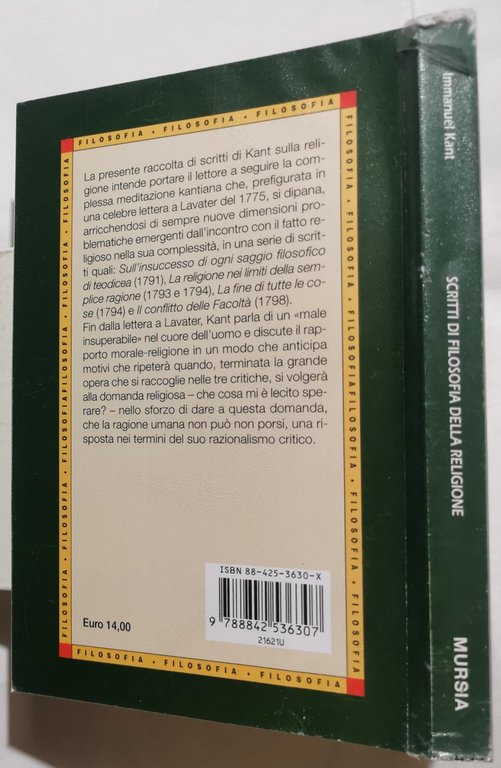 FILOSOFIA • FILOSOFIA • FILOSOFIA • FILOSOFIA
La presente raccolta di scritti di Kant sulla reli-
gione intende portare il lettore a seguire la com-
plessa meditazione kantiana che, prefigurata in
una celebre lettera a Lavater del 1775, si dipana,
arricchendosi di sempre nuove dimensioni pro-
blematiche emergenti dall'incontro con il fatto re-
ligioso nella sua complessità, in una serie di scrit-
ti quali: Sull'insuccesso di ogni saggio filosofico
di teodicea (1791), La religione nei limiti della sem-
plice ragione (1793 e 1794), La fine di tutte le co-
se (1794) e Il conflitto delle Facoltà (1798).
Fin dalla lettera a Lavater, Kant parla di un «male
insuperabile» nel cuore dell'uomo e discute il rap-
porto morale-religione in un modo che anticipa
motivi che ripeterà quando, terminata la grande
opera che si raccoglie nelle tre critiche, si volgerà
alla domanda religiosa – che cosa mi è lecito spe-
rare? – nello sforzo di dare a questa domanda,
che la ragione umana non può non porsi, una ri-
sposta nei termini del suo razionalismo critico.
ISBN 88-425-3630-X
9 788842 536307
21621U
Euro 14,00
FILOSOFIA • FILOSOFIA • FILOSOFIA • FILOSOFIA
Immanuel Kant
SCRITTI DI FILOSOFIA DELLA RELIGIONE
MURSIA